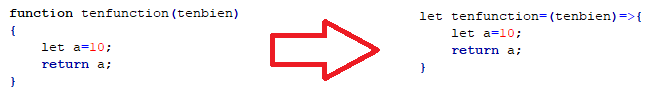 function tenfunction(tenbien)
{
    let a=10;
    return a;
}
let tenfunction=(tenbien)=>{
    let a=10;
    return a;
}